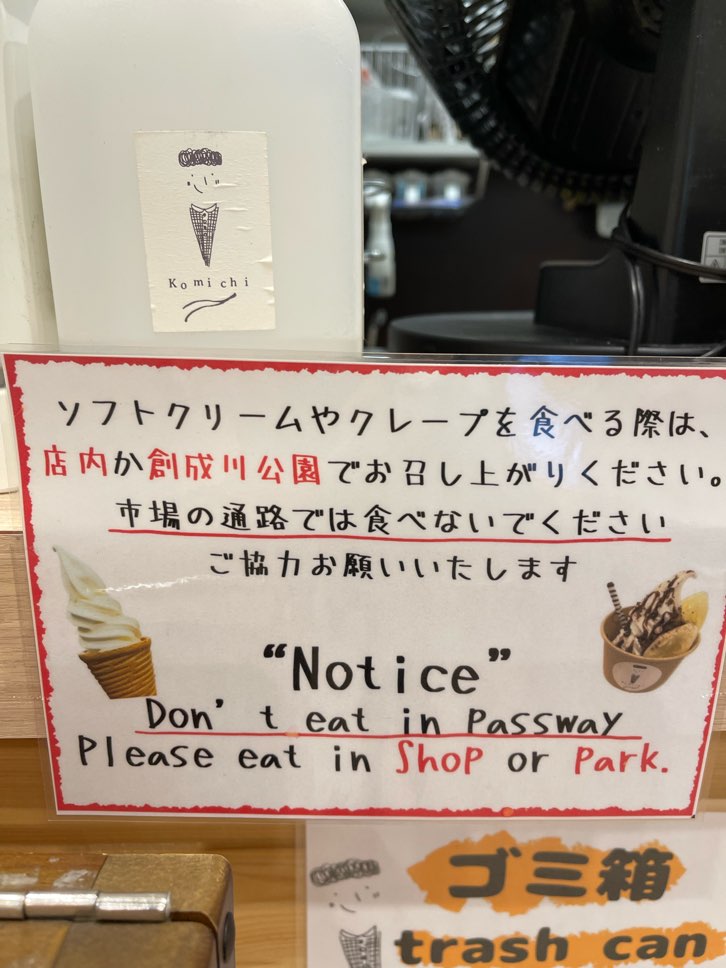 Komichi
ソフトクリームやクレープを食べる際は、
店内か創成川公園でお召し上がりください。
市場の通路では食べないでください
ご協力お願いいたします
“Notice”
Don't eat in Passway
Please eat in Shop or Park.
ゴミ箱
trash can